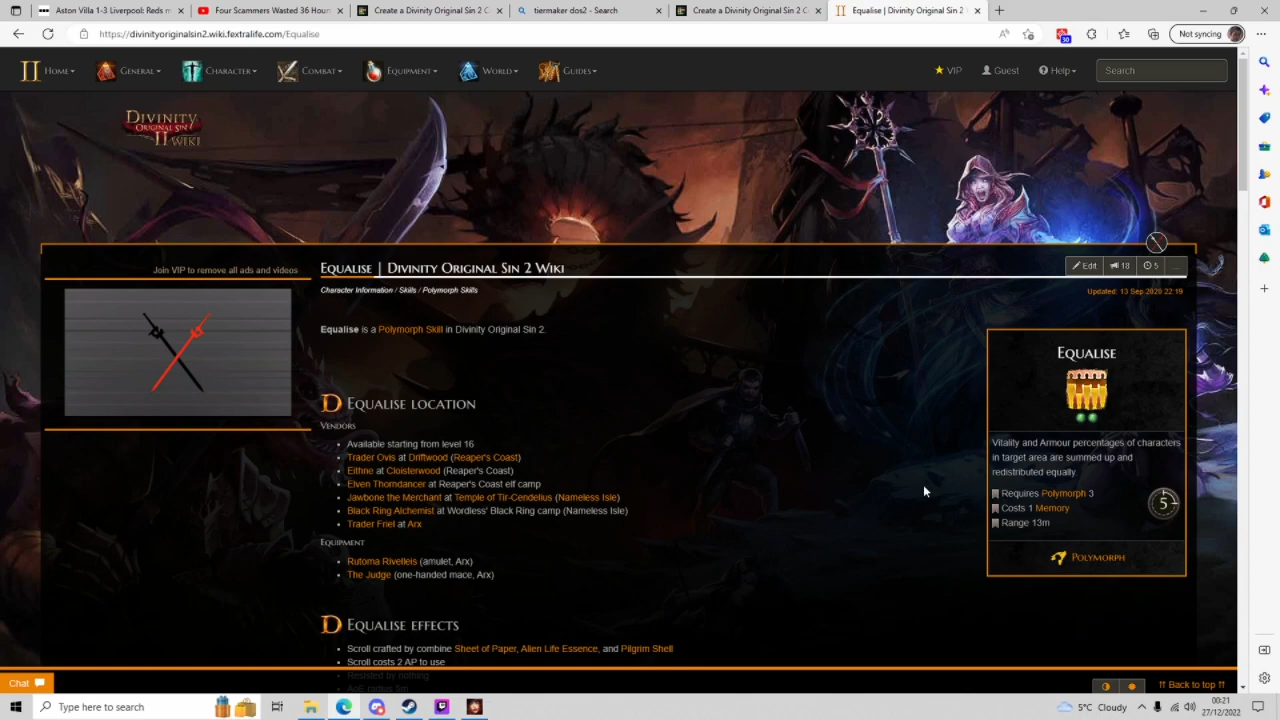 Aston Villa 1-3 Liverpool: Reds m
Four Scammers Wasted 36 Hour
Create a Divinity Original Sin 2 C
tiermaker dos2 - Search
Create a Divinity Original Sin 2 C
Equalise | Divinity Original Sin 2
https://divinityoriginalsin2.wiki.fextralife.com/Equalise
30
Not syncing
Home
General
Character
Combat
Equipment
World
Guides
VIP
Guest
Help
Search
Divinity
Original Sin
II Wiki
Join VIP to remove all ads and videos
Equalise | Divinity Original Sin 2 Wiki
Edit
18
5
...
Character Information / Skills / Polymorph Skills
Updated: 13 Sep 2020 22:19
Equalise is a Polymorph Skill in Divinity Original Sin 2.
Equalise Location
Vendors
Available starting from level 16
Trader Ovis at Driftwood (Reaper's Coast)
Eithne at Cloisterwood (Reaper's Coast)
Elven Thorndancer at Reaper's Coast elf camp
Jawbone the Merchant at Temple of Tir-Cendelius (Nameless Isle)
Black Ring Alchemist at Wordless' Black Ring camp (Nameless Isle)
Trader Friel at Arx
Equipment
Rutoma Rivelleis (amulet, Arx)
The Judge (one-handed mace, Arx)
Equalise Effects
Scroll crafted by combine Sheet of Paper, Alien Life Essence, and Pilgrim Shell
Scroll costs 2 AP to use
Resisted by nothing
AoE radius 5m
Equalise
Vitality and Armour percentages of characters
in target area are summed up and
redistributed equally
Requires Polymorph 3
Costs 1 Memory
Range 13m
5
Polymorph
Chat
Back to top
Type here to search
5°C Cloudy
00:21
27/12/2022